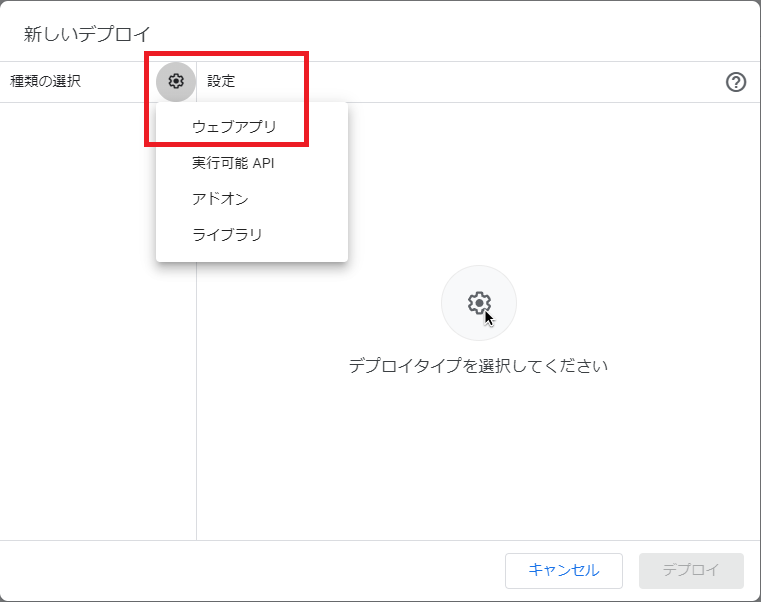 新しいデプロイ
種類の選択
設定
ウェブアプリ
実行可能 API
アドオン
ライブラリ
デプロイタイプを選択してください
キャンセル
デプロイ